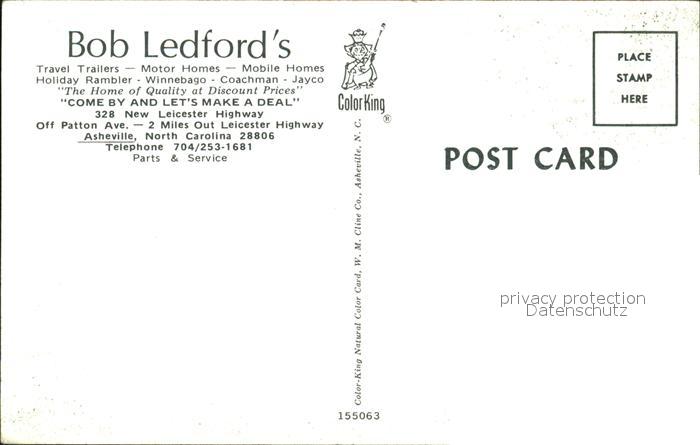 Bob Ledford's
Travel Trailers — Motor Homes — Mobile Homes
Holiday Rambler - Winnebago - Coachman - Jayco
"The Home of Quality at Discount Prices"
"COME BY AND LET'S MAKE A DEAL"
328 New Leicester Highway
Off Patton Ave. — 2 Miles Out Leicester Highway
Asheville, North Carolina 28806
Telephone 704/253-1681
Parts & Service
ColorKing
®
Color-King Natural Color Card, W. M. Cline Co., Asheville, N. C.
155063
PLACE
STAMP
HERE
POST CARD
privacy protection
Datenschutz